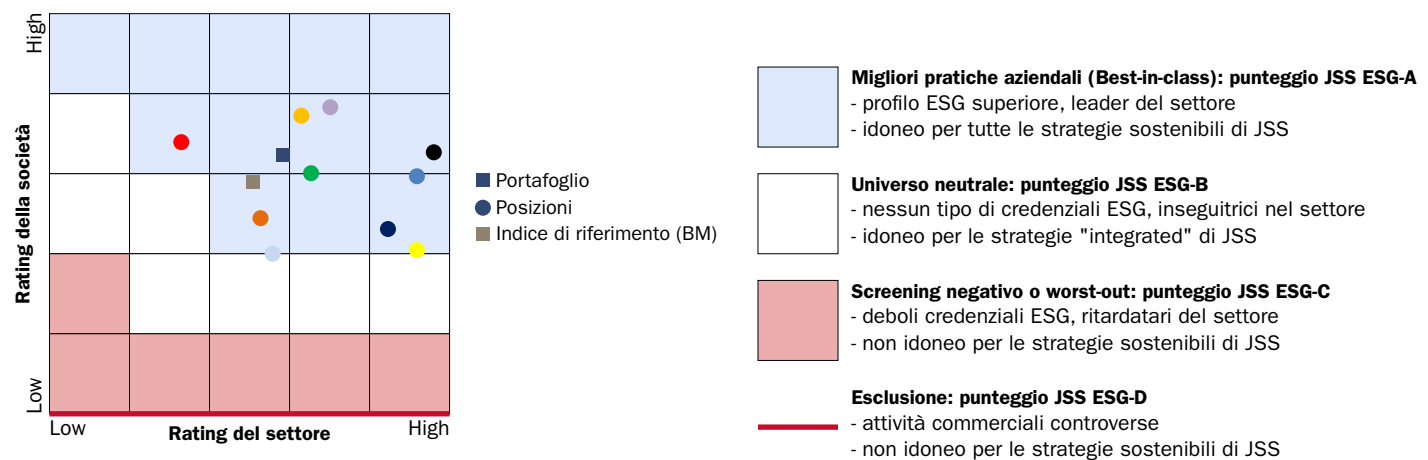 High
Rating della società
Low
Low
Rating del settore
High
Portafoglio
Posizioni
Indice di riferimento (BM)
Migliori pratiche aziendali (Best-in-class): punteggio JSS ESG-A
- profilo ESG superiore, leader del settore
- idoneo per tutte le strategie sostenibili di JSS
Universo neutrale: punteggio JSS ESG-B
- nessun tipo di credenziali ESG, inseguitrici nel settore
- idoneo per le strategie "integrated" di JSS
Screening negativo o worst-out: punteggio JSS ESG-C
- deboli credenziali ESG, ritardatari del settore
- non idoneo per le strategie sostenibili di JSS
Esclusione: punteggio JSS ESG-D
- attività commerciali controverse
- non idoneo per le strategie sostenibili di JSS